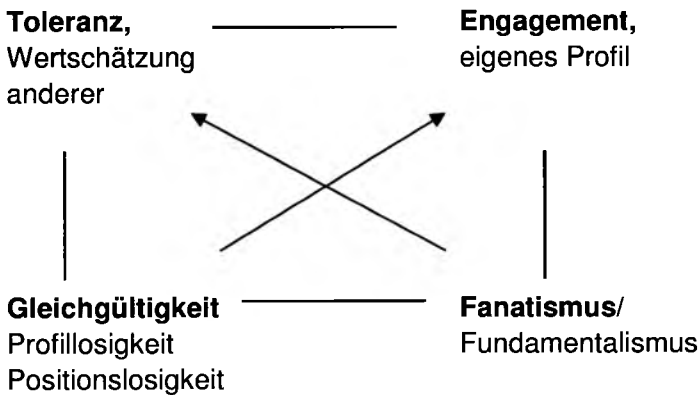 Toleranz,
Wertschätzung
anderer
Engagement,
eigenes Profil
Gleichgültigkeit
Profillosigkeit
Positionslosigkeit
Fanatismus/
Fundamentalismus